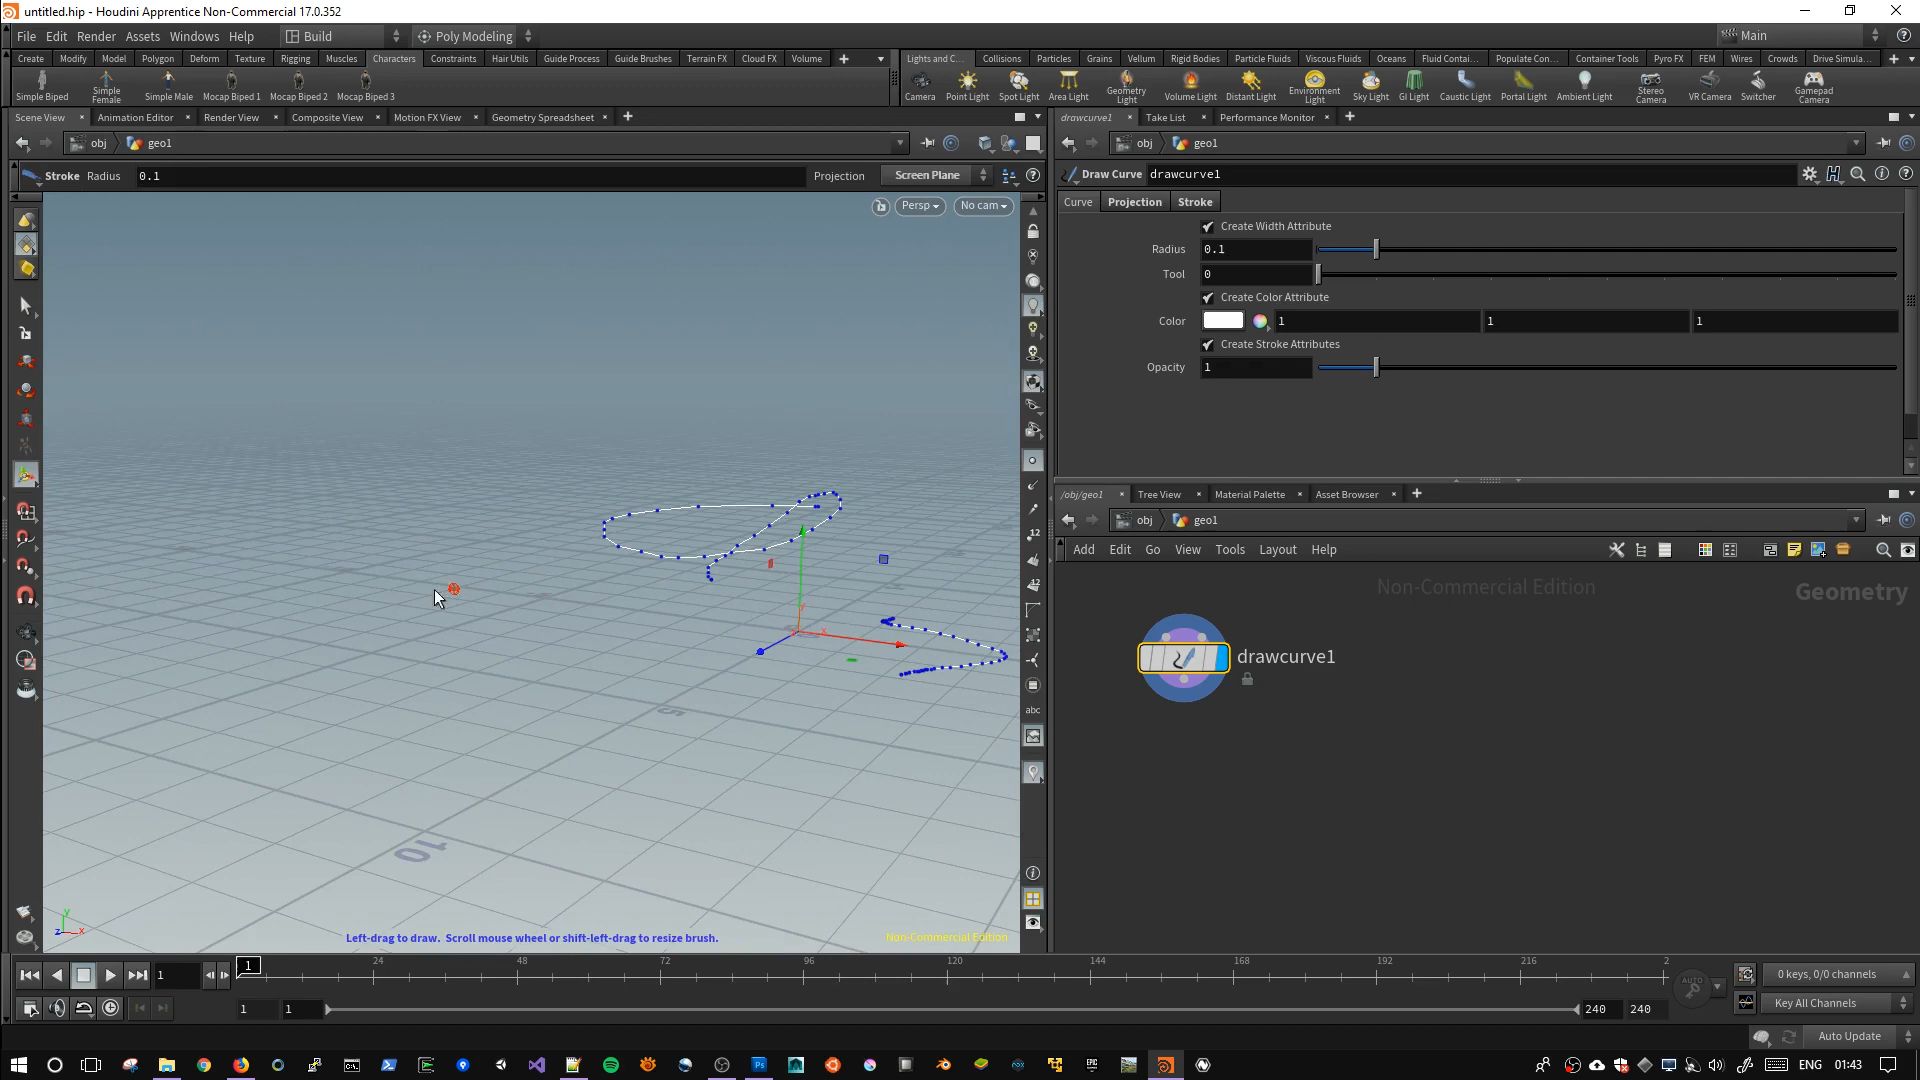 untitled.hip - Houdini Apprentice Non-Commercial 17.0.352
File Edit Render Assets Windows Help Build Poly Modeling Main
Create Modify Model Polygon Deform Texture Rigging Muscles Characters Constraints Hair Utils Guide Process Guide Brushes Terrain FX Cloud FX Volume
Lights and C... Collisions Particles Grains Vellum Rigid Bodies Particle Fluids Viscous Fluids Oceans Fluid Contai... Populate Con... Container Tools Pyro FX FEM Wires Crowds Drive Simula...
Simple Biped Simple Female Simple Male Mocap Biped 1 Mocap Biped 2 Mocap Biped 3
Camera Point Light Spot Light Area Light Geometry Light Volume Light Distant Light Environment Light Sky Light GI Light Caustic Light Portal Light Ambient Light Stereo Camera VR Camera Switcher Gamepad Camera
Scene View Animation Editor Render View Composite View Motion FX View Geometry Spreadsheet
drawcurve1 Take List Performance Monitor
obj geo1
obj geo1
Stroke Radius 0.1 Projection Screen Plane
Draw Curve drawcurve1
Persp No cam
Curve Projection Stroke
Create Width Attribute
Radius 0.1
Tool 0
Create Color Attribute
Color 1 1 1
Create Stroke Attributes
Opacity 1
/obj/geo1 Tree View Material Palette Asset Browser
obj geo1
Add Edit Go View Tools Layout Help
Non-Commercial Edition Geometry
drawcurve1
5
10
y
x
12
12
abc
y
z x
Left-drag to draw. Scroll mouse wheel or shift-left-drag to resize brush.
Non-Commercial Edition
1 1 24 48 72 96 120 144 168 192 216 2
AUTO
0 keys, 0/0 channels
1 1 240 240
Key All Channels
Auto Update
ENG 01:43